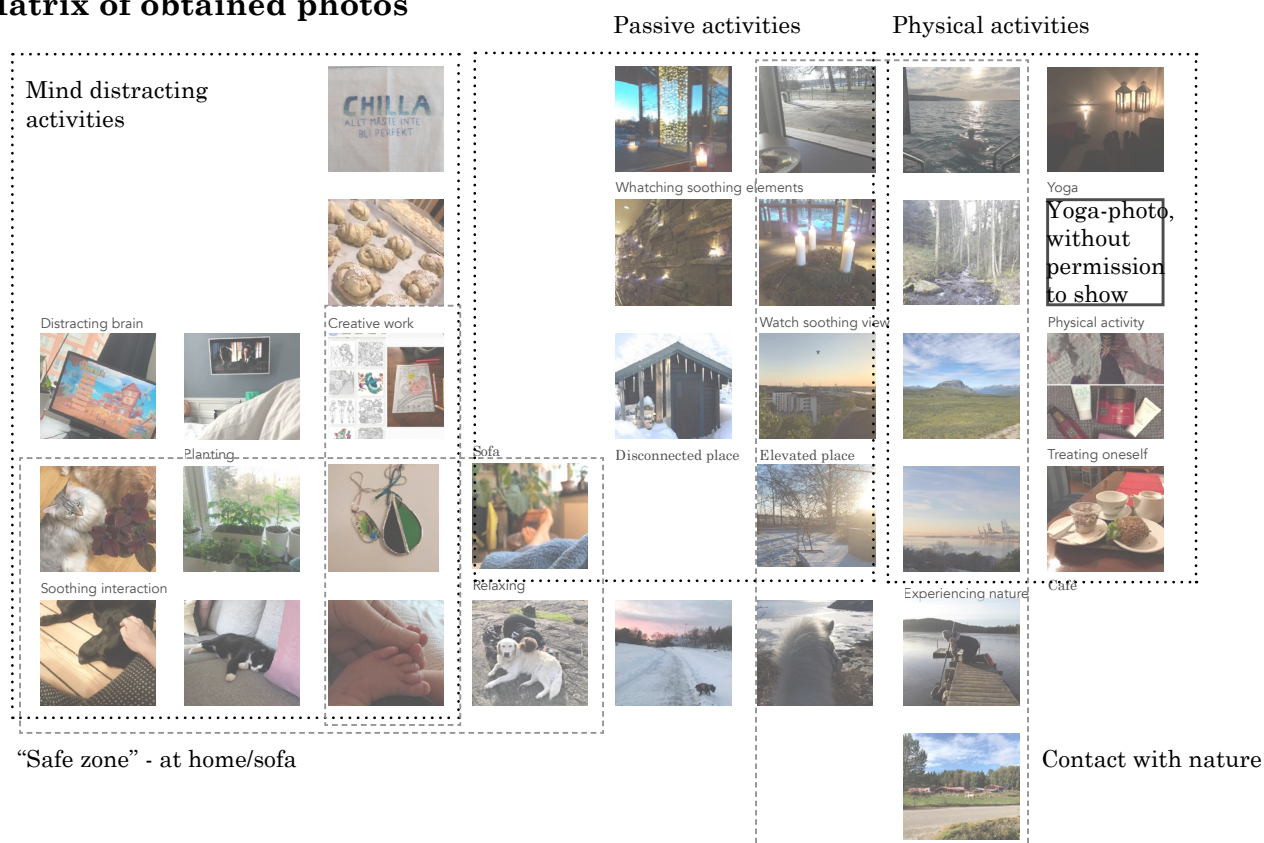 Matrix of obtained photos
Passive activities
Physical activities
Mind distracting
activities
CHILLA
ALLT MÅSTE INTE
BLI PERFEKT
Whatching soothing elements
Yoga
Yoga-photo,
without
permission
to show
Distracting brain
Creative work
Watch soothing view
Physical activity
Planting
Sofa
Disconnected place
Elevated place
Treating oneself
Soothing interaction
Relaxing
Experiencing nature
Café
“Safe zone” - at home/sofa
Contact with nature